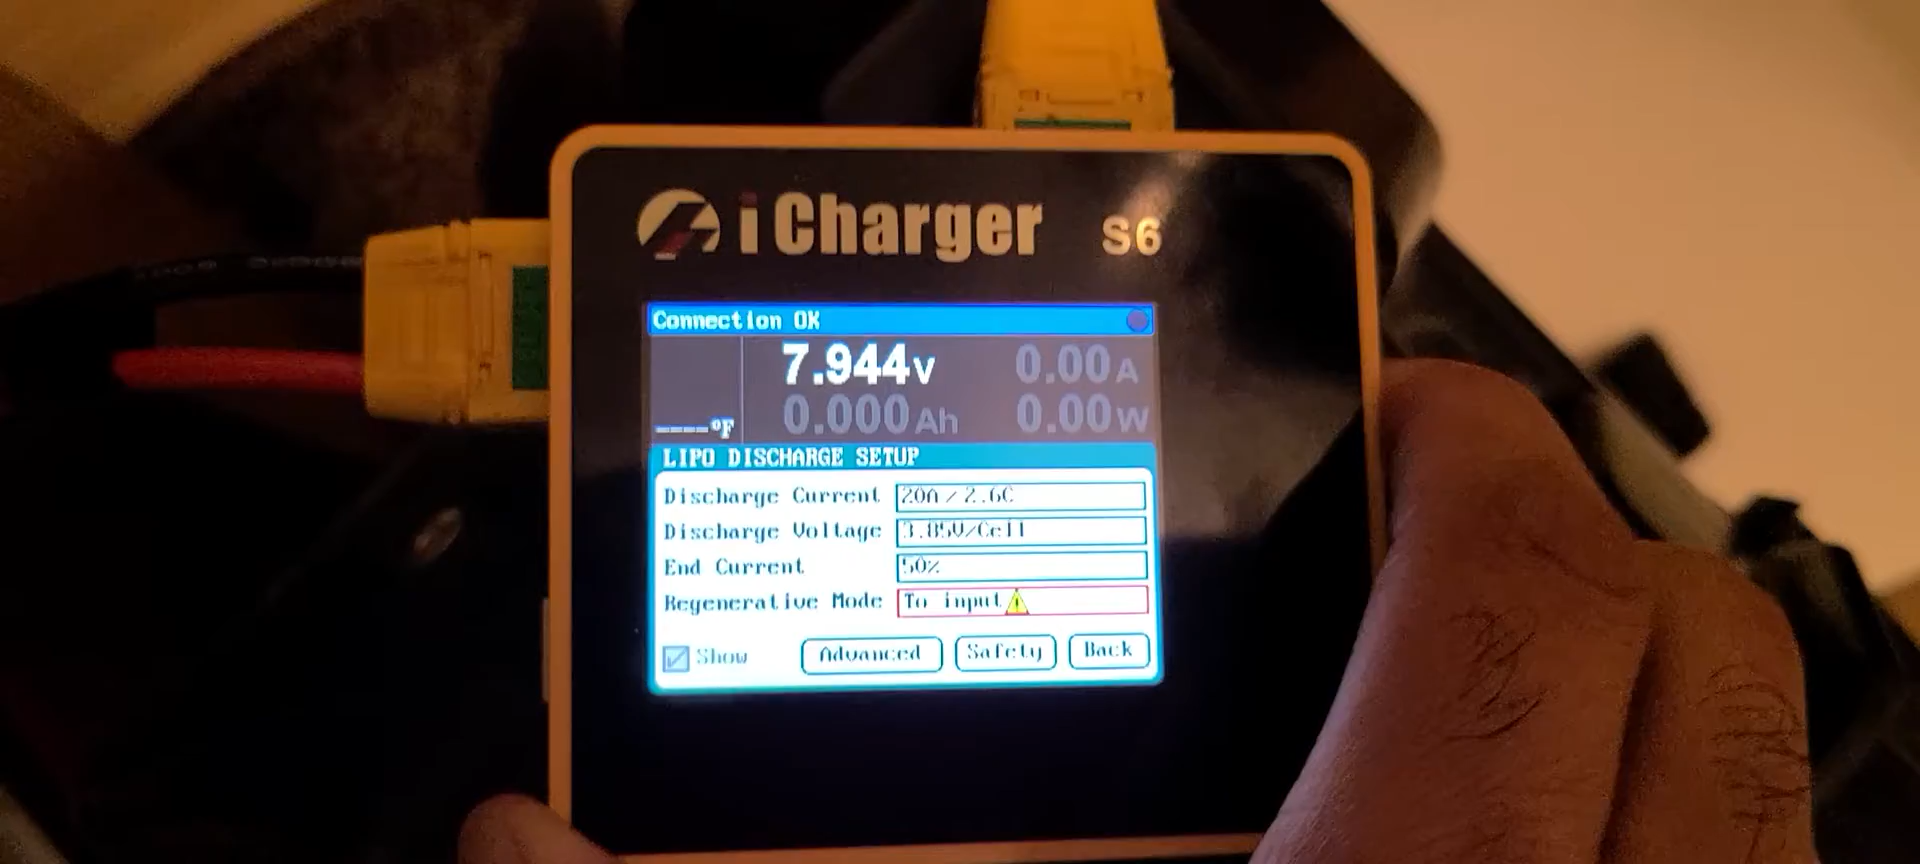 iCharger S6
Connection OK
7.944V 0.00A
----°F 0.000Ah 0.00W
LIPO DISCHARGE SETUP
Discharge Current 20A/2.6C
Discharge Voltage 3.85V/Cell
End Current 50%
Regenerative Mode To input
Show Advanced Safety Back